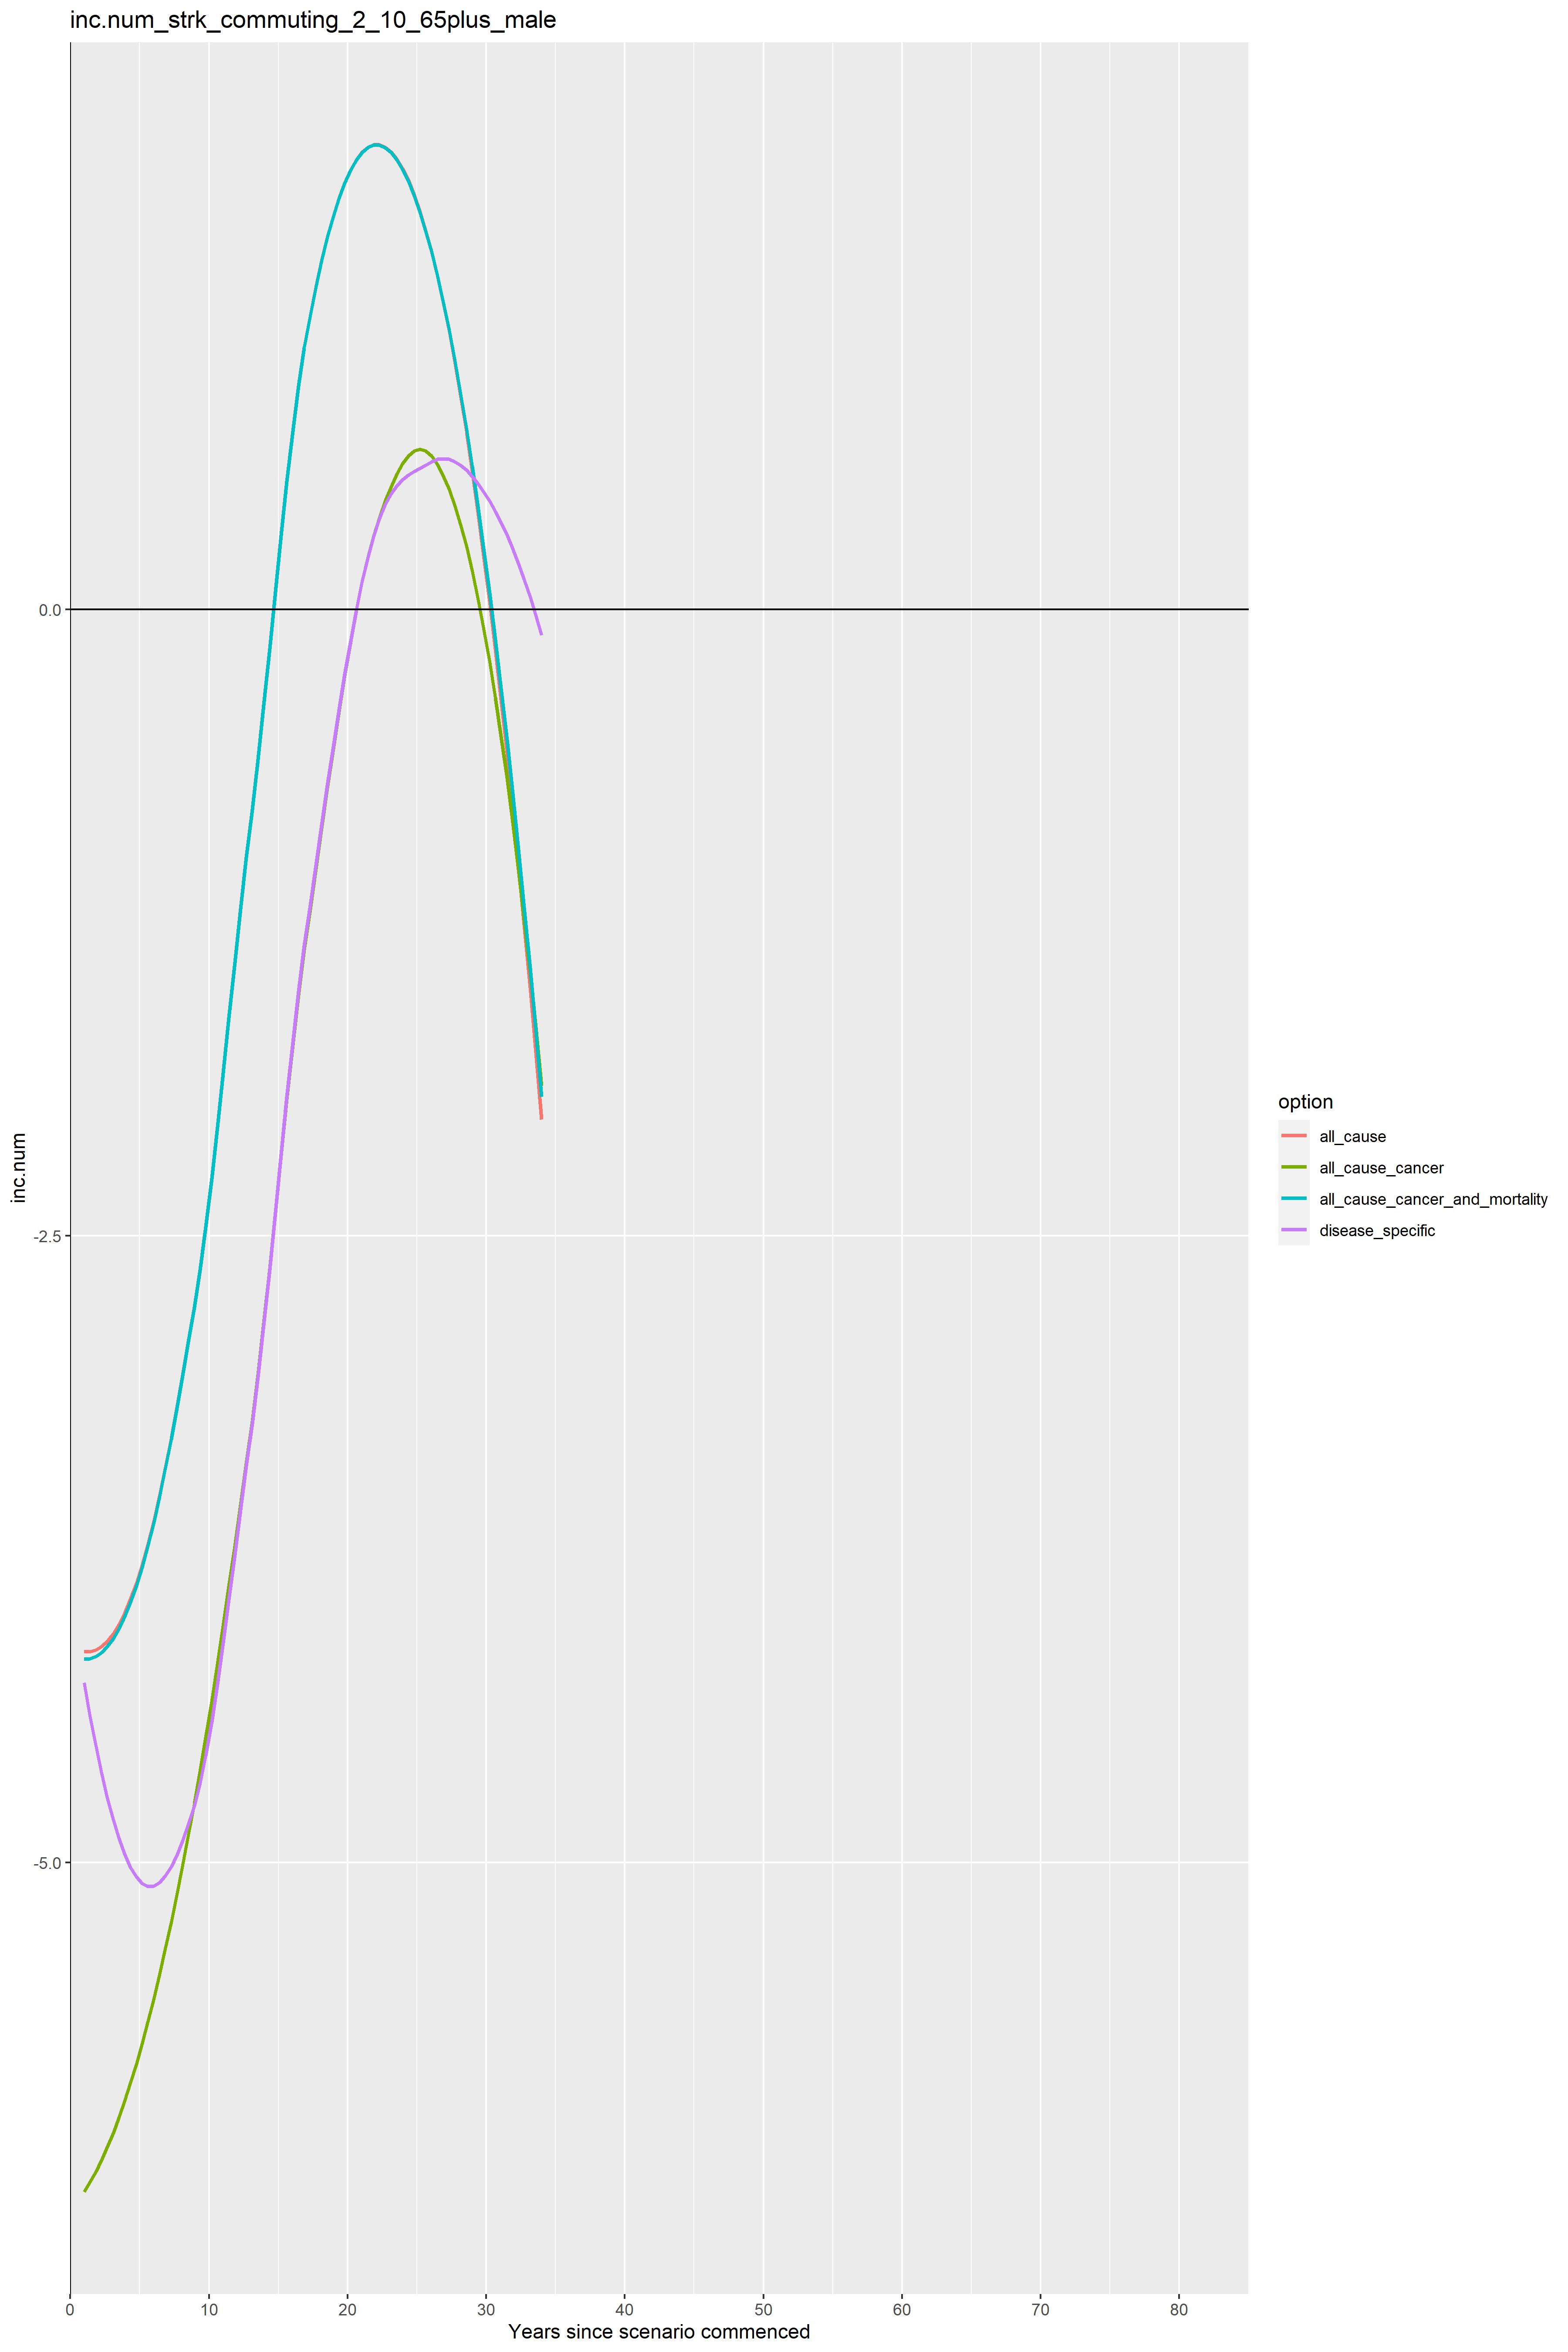 inc.num_strk_commuting_2_10_65plus_male
inc.num
0.0
-2.5
-5.0
0 10 20 30 40 50 60 70 80
Years since scenario commenced
option
all_cause
all_cause_cancer
all_cause_cancer_and_mortality
disease_specific